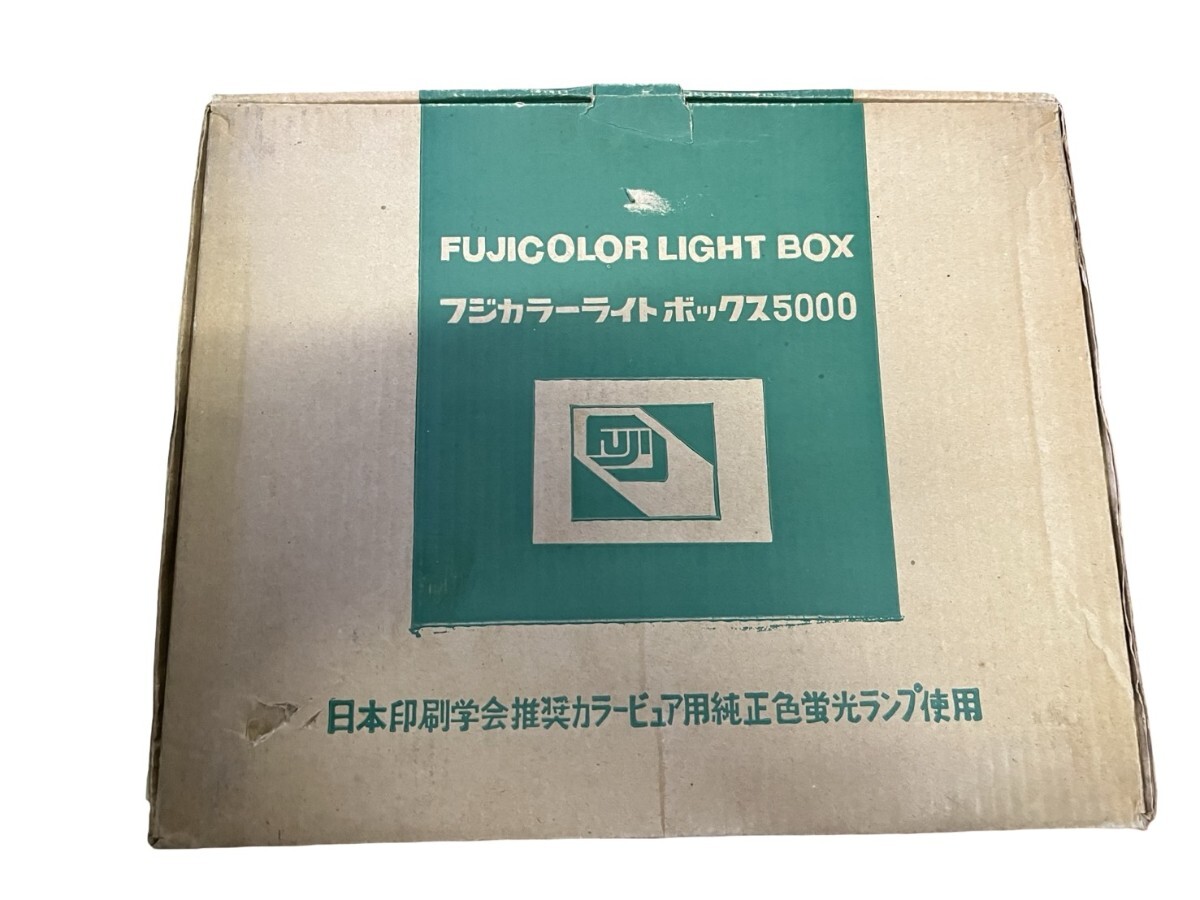 FUJICOLOR LIGHT BOX
フジカラーライトボックス5000
FUJI
日本印刷学会推奨カラービュア用純正色蛍光ランプ使用